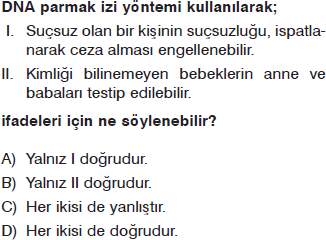 DNA parmak izi yöntemi kullanılarak;
I. Suçsuz olan bir kişinin suçsuzluğu, ispatla-
narak ceza alması engellenebilir.
II. Kimliği bilinemeyen bebeklerin anne ve
babaları testip edilebilir.
ifadeleri için ne söylenebilir?
A) Yalnız I doğrudur.
B) Yalnız II doğrudur.
C) Her ikisi de yanlıştır.
D) Her ikisi de doğrudur.